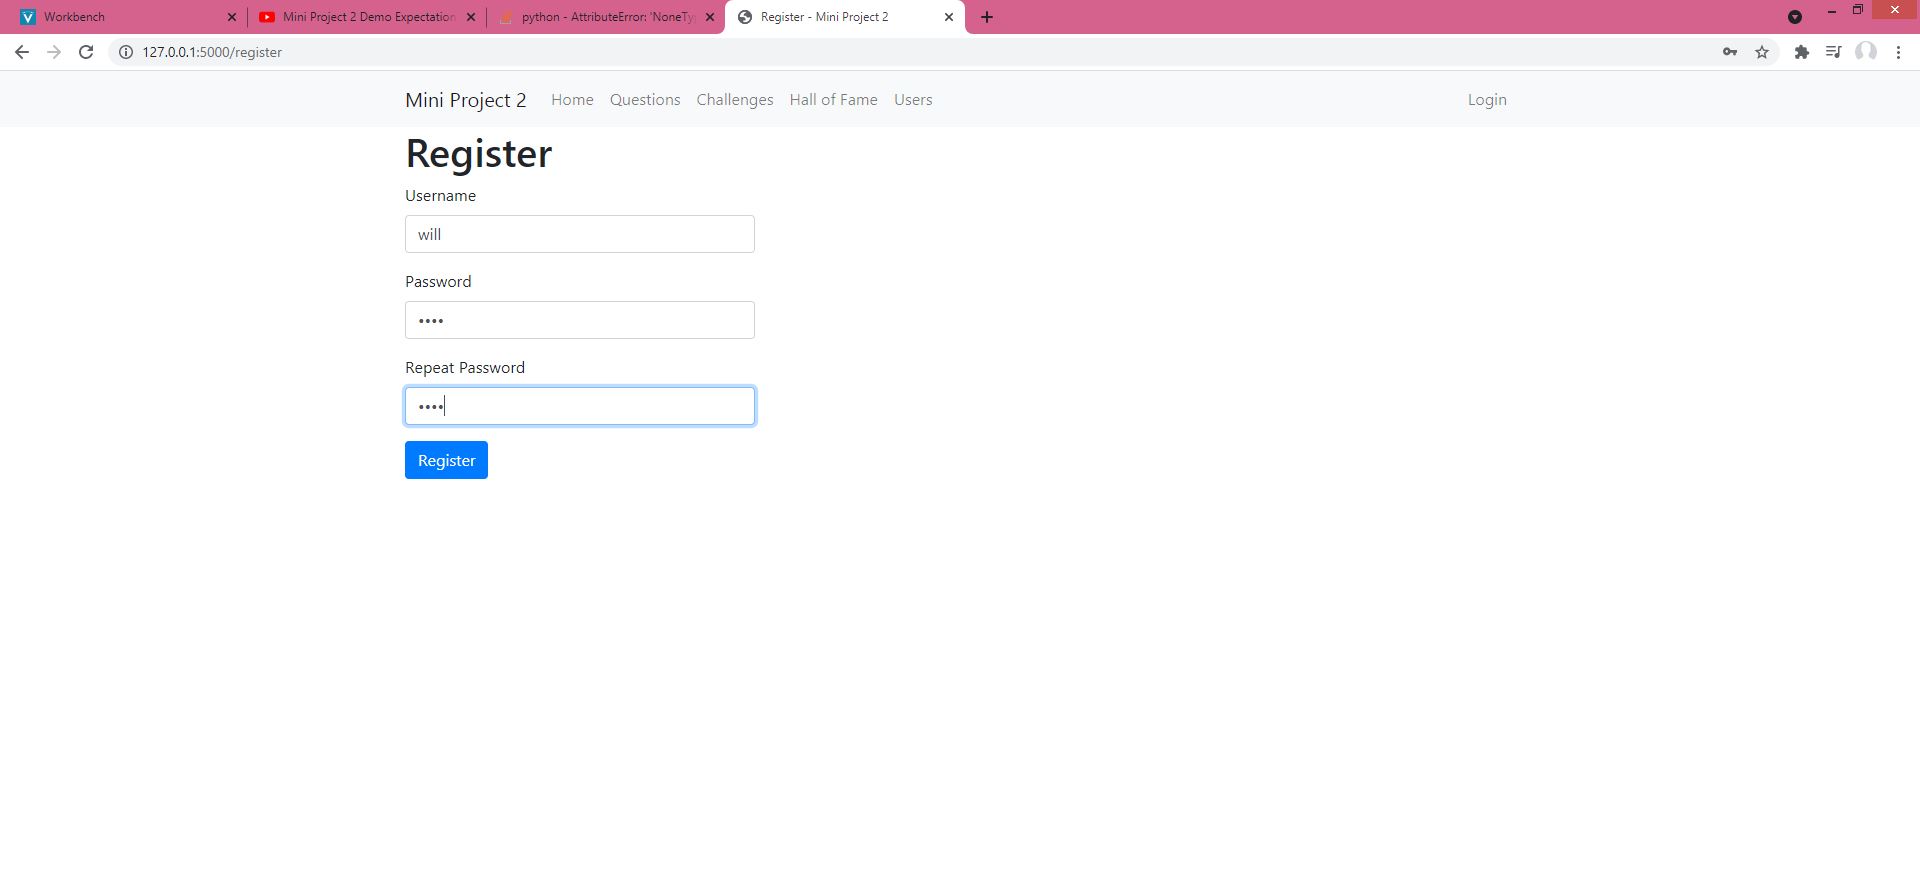 Workbench
Mini Project 2 Demo Expectation
python - AttributeError: 'NoneTy
Register - Mini Project 2
127.0.0.1:5000/register
Mini Project 2 Home Questions Challenges Hall of Fame Users Login
Register
Username
will
Password
••••
Repeat Password
••••
Register